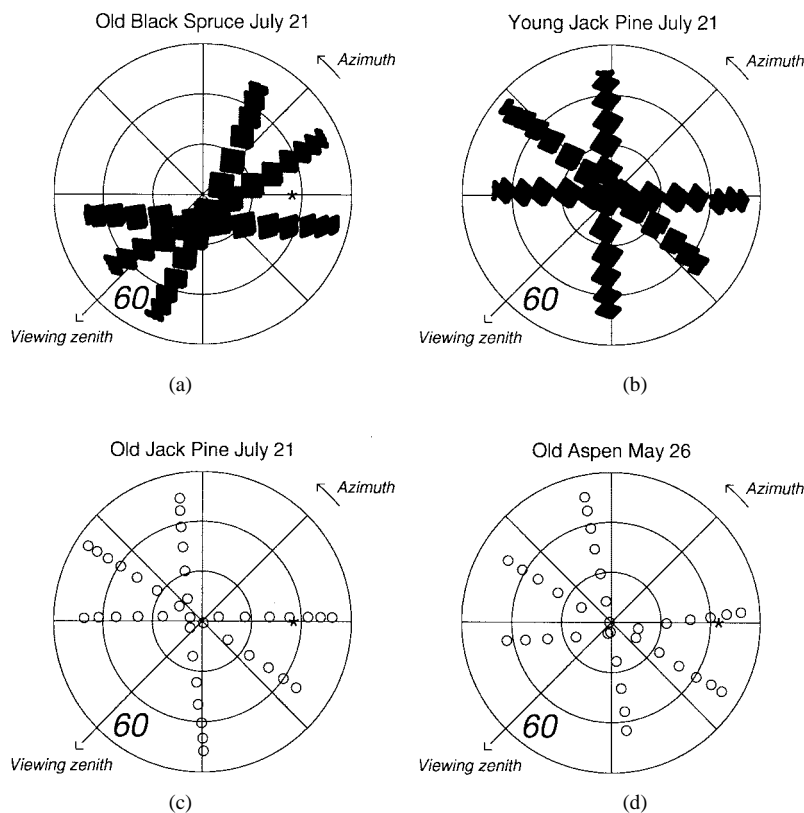 Old Black Spruce July 21
Azimuth
*
60
Viewing zenith
(a)
Young Jack Pine July 21
Azimuth
60
Viewing zenith
(b)
Old Jack Pine July 21
Azimuth
*
60
Viewing zenith
(c)
Old Aspen May 26
Azimuth
*
60
Viewing zenith
(d)